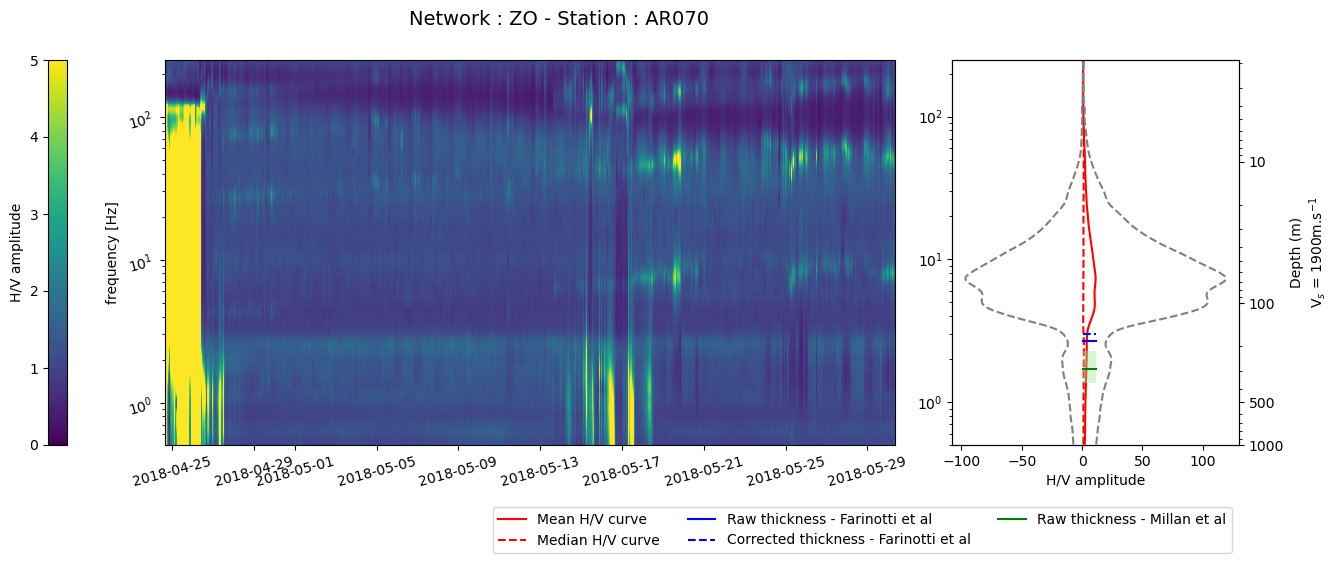 Network : ZO - Station : AR070
5
4
3
2
1
0
H/V amplitude
10²
10¹
10⁰
frequency [Hz]
2018-04-25
2018-04-29
2018-05-01
2018-05-05
2018-05-09
2018-05-13
2018-05-17
2018-05-21
2018-05-25
2018-05-29
10²
10¹
10⁰
−100
−50
0
50
100
H/V amplitude
10
100
500
1000
Depth (m)
Vₛ = 1900m.s⁻¹
Mean H/V curve
Median H/V curve
Raw thickness - Farinotti et al
Corrected thickness - Farinotti et al
Raw thickness - Millan et al